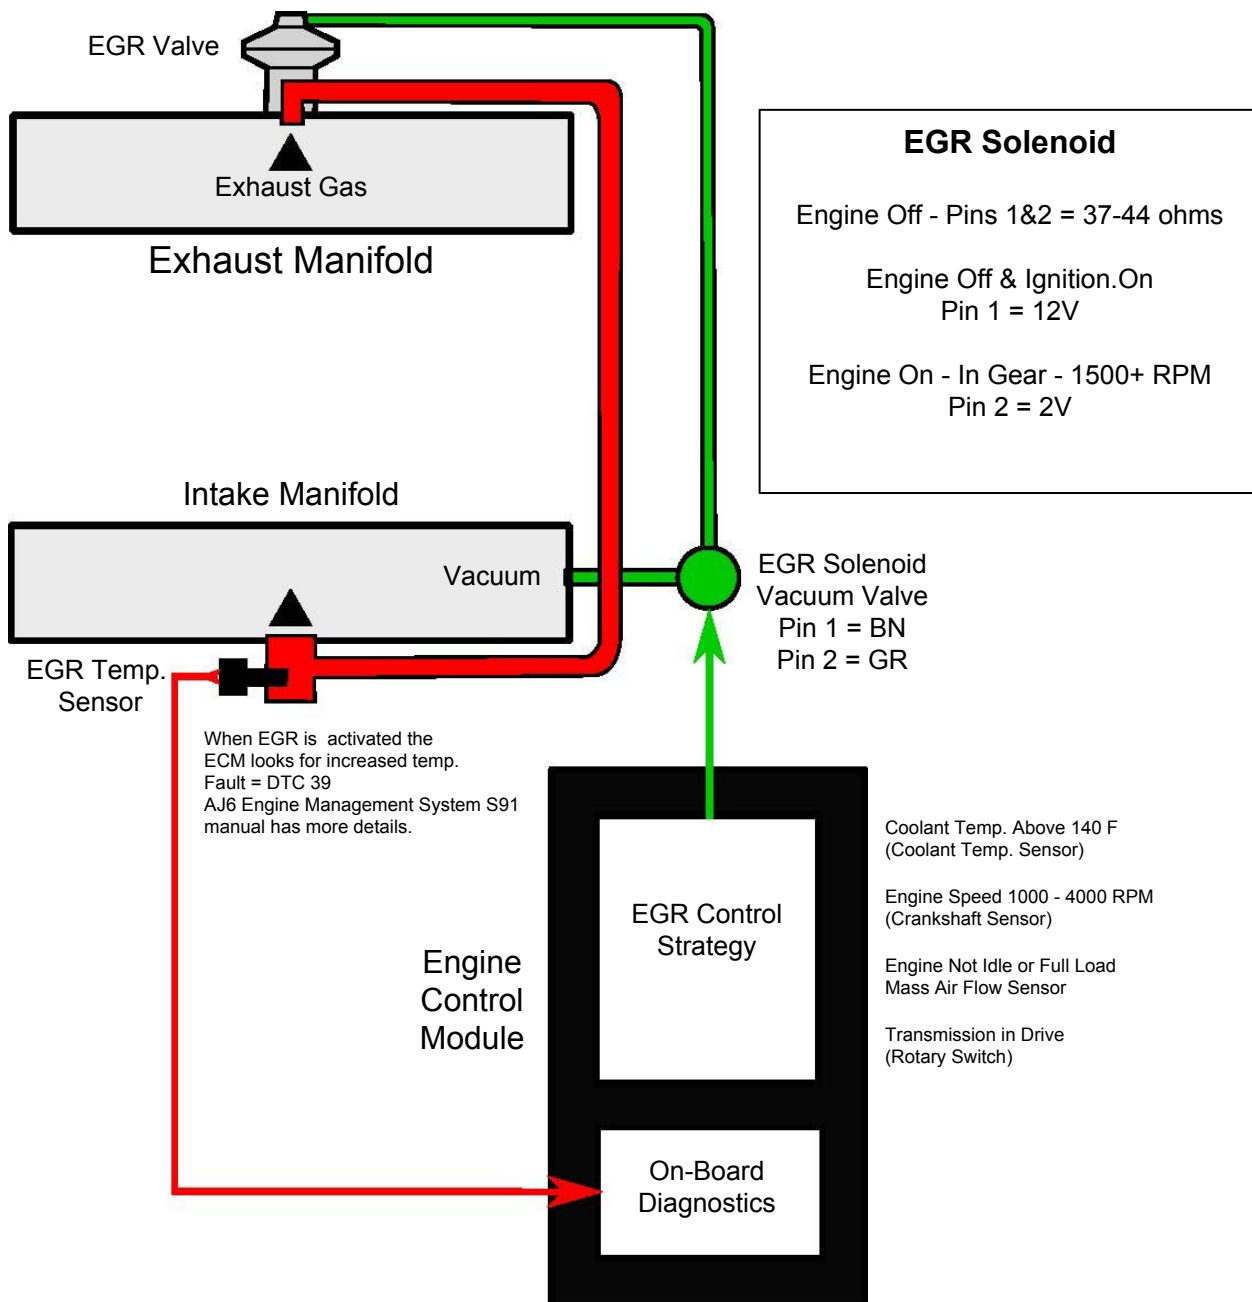 EGR Valve
Exhaust Gas
Exhaust Manifold
EGR Solenoid
Engine Off - Pins 1&2 = 37-44 ohms
Engine Off & Ignition.On
Pin 1 = 12V
Engine On - In Gear - 1500+ RPM
Pin 2 = 2V
Intake Manifold
Vacuum
EGR Solenoid
Vacuum Valve
Pin 1 = BN
Pin 2 = GR
EGR Temp.
Sensor
When EGR is  activated the
ECM looks for increased temp.
Fault = DTC 39
AJ6 Engine Management System S91
manual has more details.
Engine
Control
Module
EGR Control
Strategy
Coolant Temp. Above 140 F
(Coolant Temp. Sensor)
Engine Speed 1000 - 4000 RPM
(Crankshaft Sensor)
Engine Not Idle or Full Load
Mass Air Flow Sensor
Transmission in Drive
(Rotary Switch)
On-Board
Diagnostics